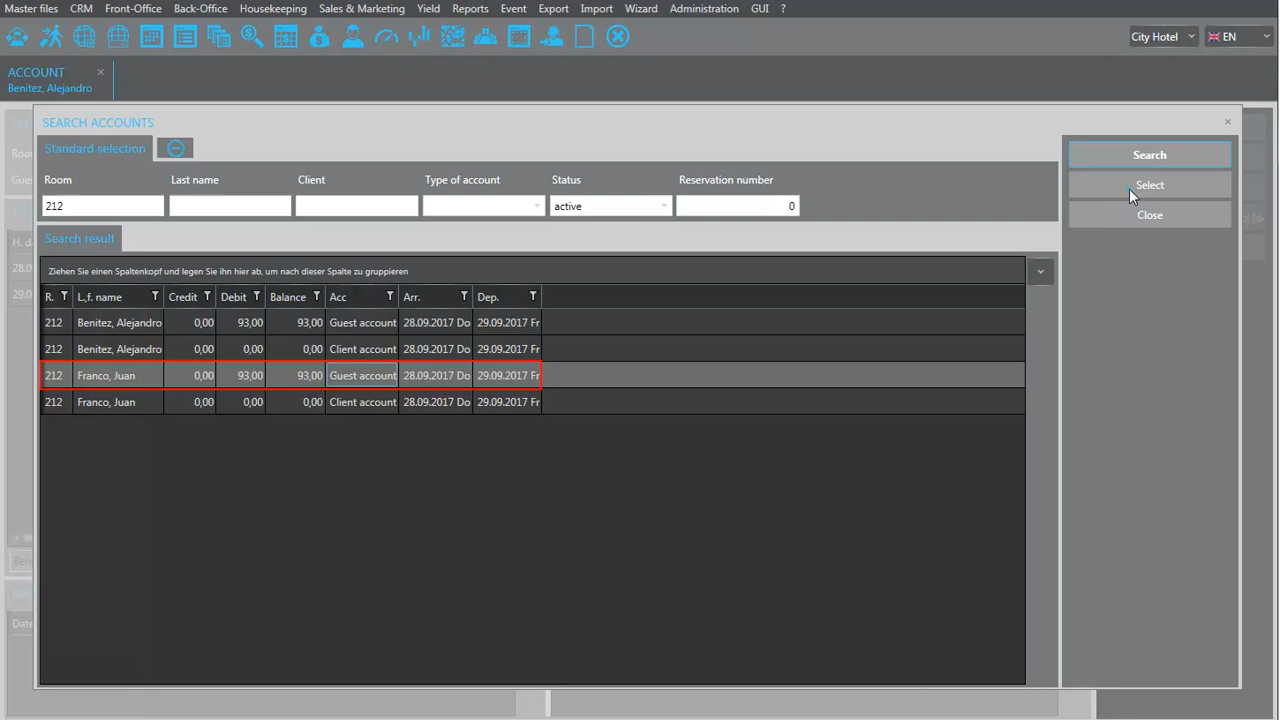 Master files CRM Front-Office Back-Office Housekeeping Sales & Marketing Yield Reports Event Export Import Wizard Administration GUI ?
City Hotel EN
ACCOUNT
Benitez, Alejandro
SEARCH ACCOUNTS
Standard selection
Room Last name Client Type of account Status Reservation number
212 active 0
Search
Select
Close
Search result
Ziehen Sie einen Spaltenkopf und legen Sie ihn hier ab, um nach dieser Spalte zu gruppieren
R. L,f. name Credit Debit Balance Acc Arr. Dep.
212 Benitez, Alejandro 0,00 93,00 93,00 Guest account 28.09.2017 Do 29.09.2017 Fr
212 Benitez, Alejandro 0,00 0,00 0,00 Client account 28.09.2017 Do 29.09.2017 Fr
212 Franco, Juan 0,00 93,00 93,00 Guest account 28.09.2017 Do 29.09.2017 Fr
212 Franco, Juan 0,00 0,00 0,00 Client account 28.09.2017 Do 29.09.2017 Fr
H. d
28.0
29.0
Date